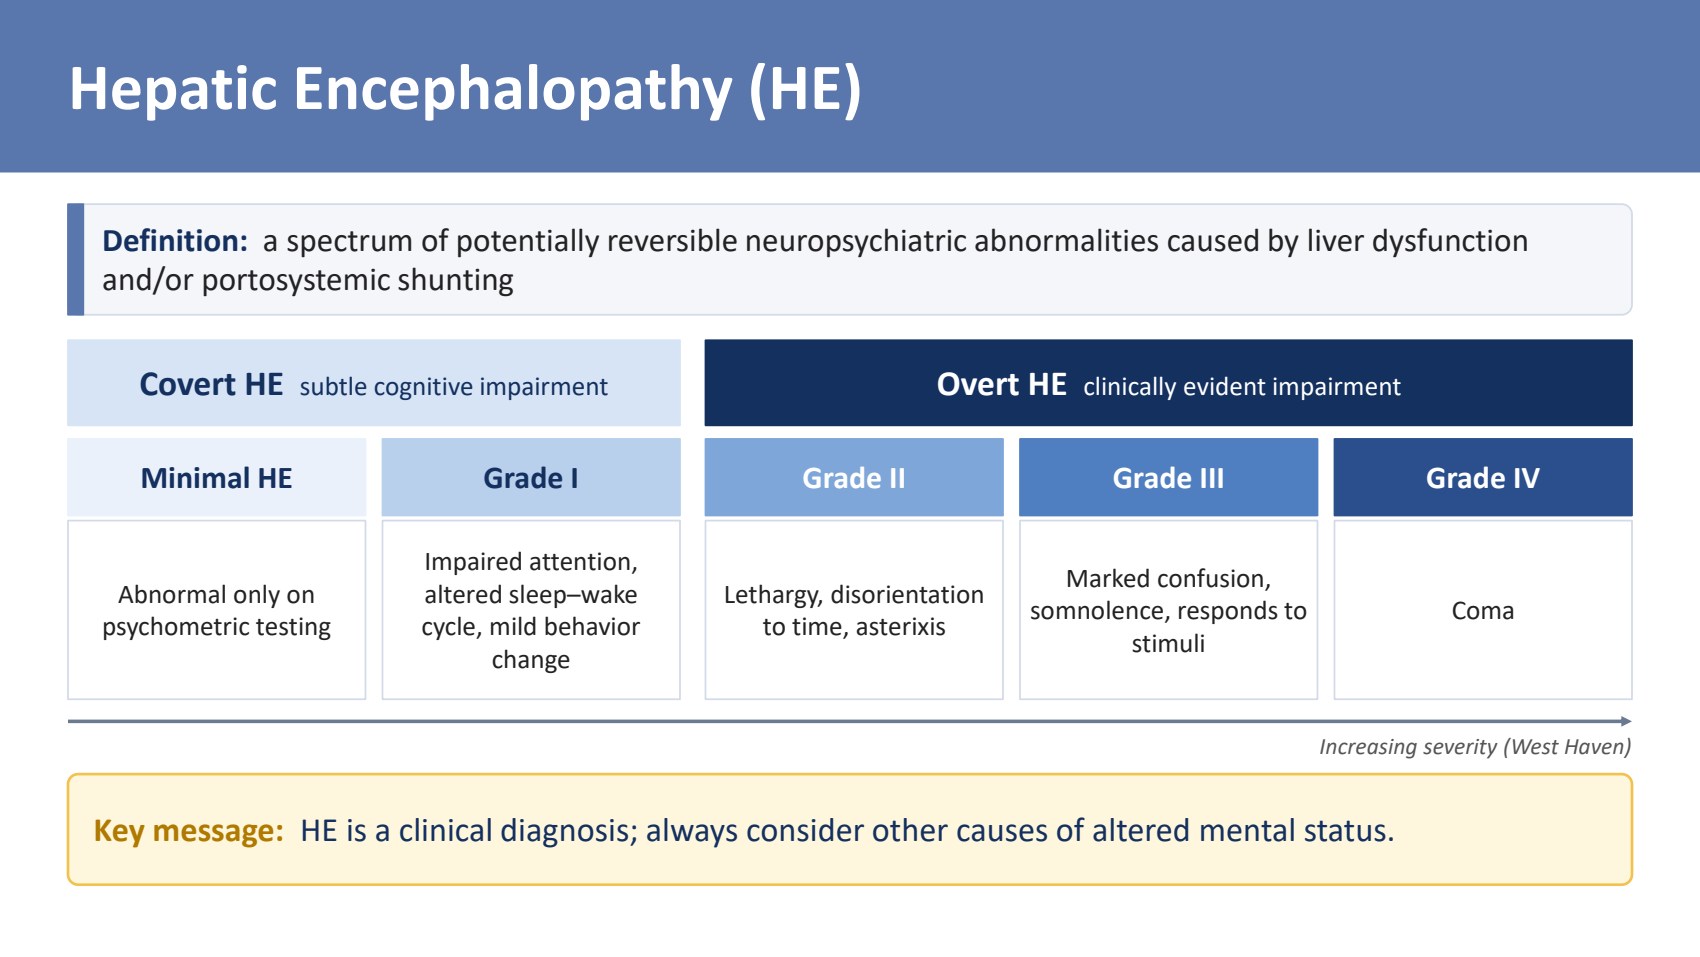 Hepatic Encephalopathy (HE)
Definition: a spectrum of potentially reversible neuropsychiatric abnormalities caused by liver dysfunction
and/or portosystemic shunting
Covert HE subtle cognitive impairment
Overt HE clinically evident impairment
Minimal HE
Grade I
Grade II
Grade III
Grade IV
Abnormal only on
psychometric testing
Impaired attention,
altered sleep–wake
cycle, mild behavior
change
Lethargy, disorientation
to time, asterixis
Marked confusion,
somnolence, responds to
stimuli
Coma
Increasing severity (West Haven)
Key message: HE is a clinical diagnosis; always consider other causes of altered mental status.